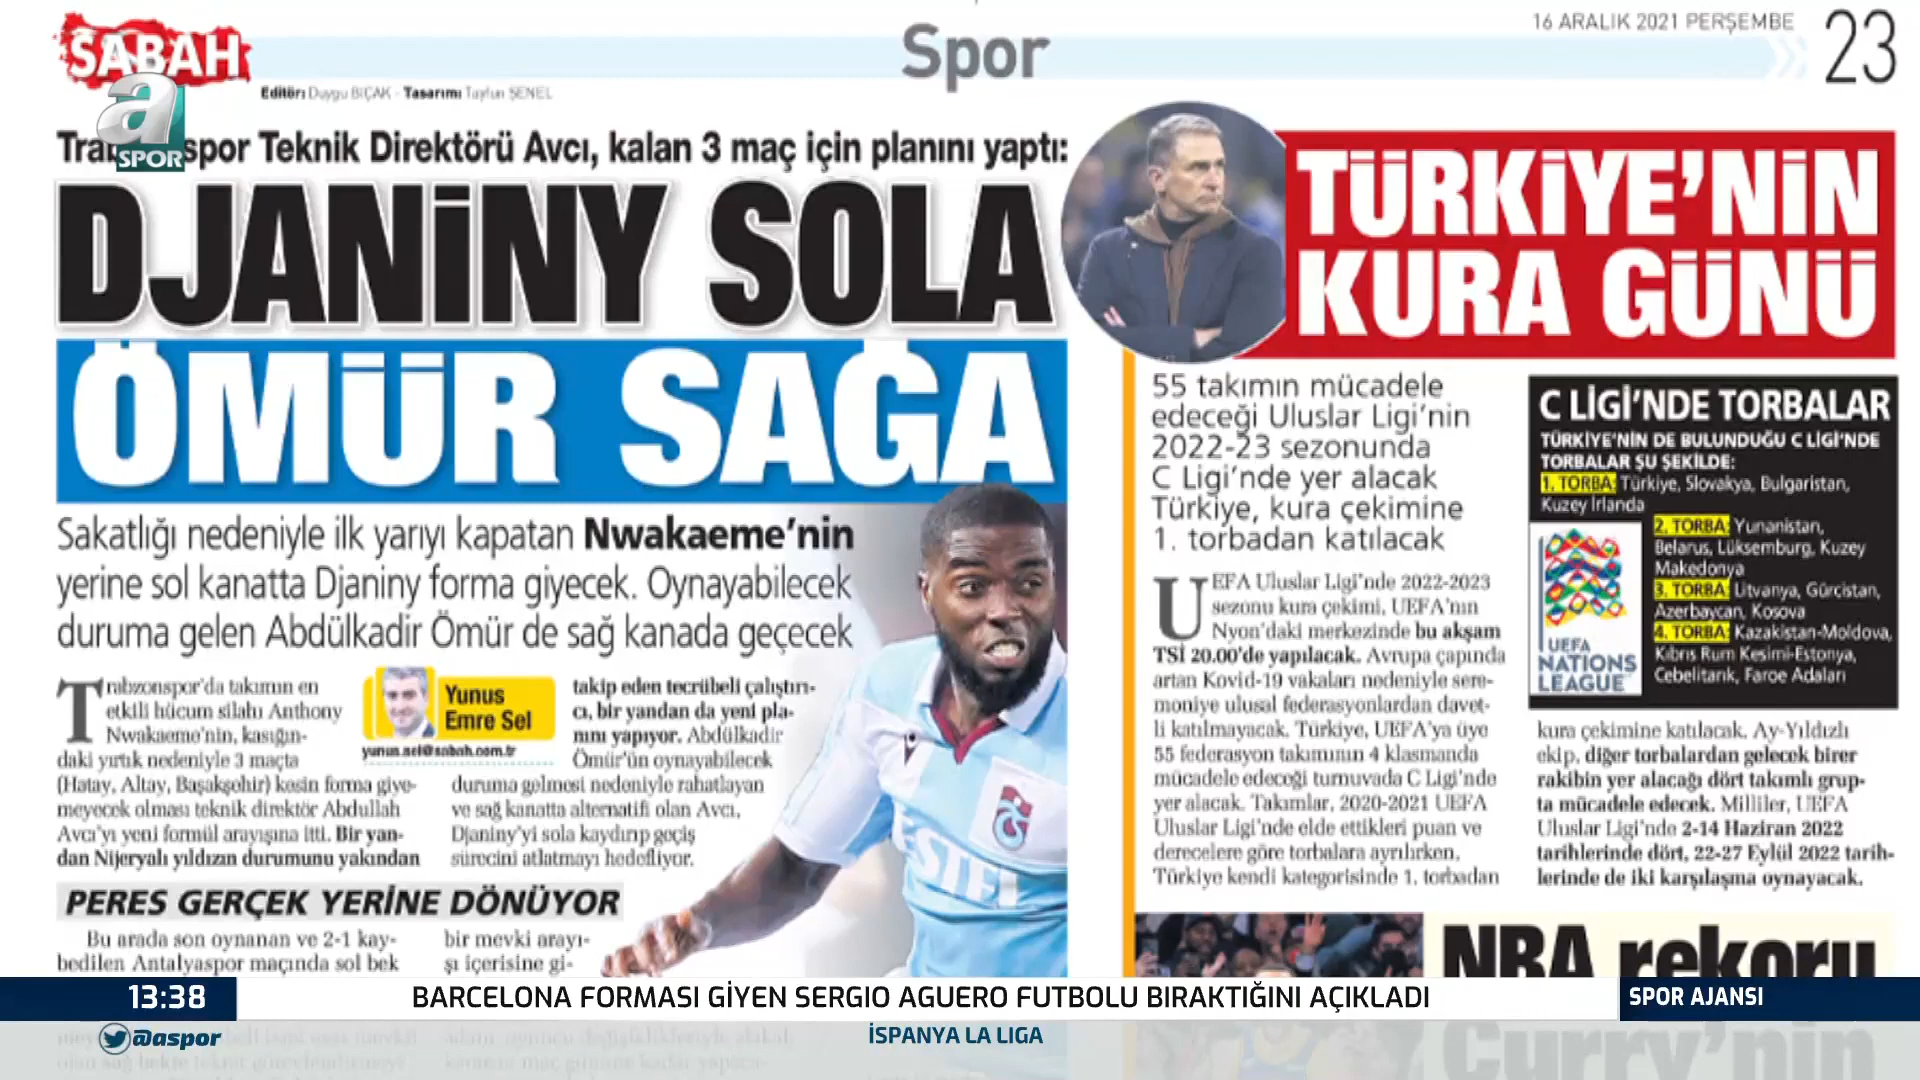 SABAH
a
SPOR
Spor
16 ARALIK 2021 PERŞEMBE
23
Editör: Duygu BIÇAK - Tasarım: Taylun ŞENEL
spor Teknik Direktörü Avcı, kalan 3 maç için planını yaptı:
DJANİNY SOLA
ÖMÜR SAĞA
Sakatlığı nedeniyle ilk yarıyı kapatan Nwakaeme'nin
yerine sol kanatta Djaniny forma giyecek. Oynayabilecek
duruma gelen Abdülkadir Ömür de sağ kanada geçecek
Trabzonspor'da takımın en
etkili hücum silahı Anthony
Nwakaeme'nin, kasığın-
daki yırtık nedeniyle 3 maçta
(Hatay, Altay, Başakşehir) kesin forma giye-
meyecek olması teknik direktör Abdullah
Avcı'yı yeni formül arayışına itti. Bir yan-
dan Nijeryalı yıldızın durumunu yakından
Yunus
Emre Sel
yunus.sel@sabah.com.tr
takip eden tecrübeli çalıştırı-
cı, bir yandan da yeni pla-
nını yapıyor. Abdülkadir
Ömür'ün oynayabilecek
duruma gelmesi nedeniyle rahatlayan
ve sağ kanatta alternatifi olan Avcı,
Djaniny'yi sola kaydırıp geçiş
sürecini atlatmayı hedefliyor.
PERES GERÇEK YERİNE DÖNÜYOR
Bu arada son oynanan ve 2-1 kay-
bedilen Antalyaspor maçında sol bek
bir mevki arayı-
şı içerisine gi-
TÜRKİYE'NİN
KURA GÜNÜ
55 takımın mücadele
edeceği Uluslar Ligi'nin
2022-23 sezonunda
C Ligi'nde yer alacak
Türkiye, kura çekimine
1. torbadan katılacak
UEFA Uluslar Ligi'nde 2022-2023
sezonu kura çekimi, UEFA'nın
Nyon'daki merkezinde bu akşam
TSİ 20.00'de yapılacak. Avrupa çapında
artan Kovid-19 vakaları nedeniyle sere-
moniye ulusal federasyonlardan davet-
li katılmayacak. Türkiye, UEFA'ya üye
55 federasyon takımının 4 klasmanda
mücadele edeceği turnuvada C Ligi'nde
yer alacak. Takımlar, 2020-2021 UEFA
Uluslar Ligi'nde elde ettikleri puan ve
derecelere göre torbalara ayrılırken,
Türkiye kendi kategorisinde 1. torbadan
C LİGİ'NDE TORBALAR
TÜRKİYE'NİN DE BULUNDUĞU C LİGİ'NDE
TORBALAR ŞU ŞEKİLDE:
1. TORBA: Türkiye, Slovakya, Bulgaristan,
Kuzey İrlanda
2. TORBA: Yunanistan,
Belarus, Lüksemburg, Kuzey
Makedonya
3. TORBA: Litvanya, Gürcistan,
Azerbaycan, Kosova
4. TORBA: Kazakistan-Moldova,
Kıbrıs Rum Kesimi-Estonya,
Cebelitarık, Faroe Adaları
UEFA
NATIONS
LEAGUE
kura çekimine katılacak. Ay-Yıldızlı
ekip, diğer torbalardan gelecek birer
rakibin yer alacağı dört takımlı grup-
ta mücadele edecek. Milliler, UEFA
Uluslar Ligi'nde 2-14 Haziran 2022
tarihlerinde dört, 22-27 Eylül 2022 tarih-
lerinde de iki karşılaşma oynayacak.
NBA rekoru
Curry'nin
13:38
BARCELONA FORMASI GİYEN SERGIO AGUERO FUTBOLU BIRAKTIĞINI AÇIKLADI
SPOR AJANSI
@aspor
İSPANYA LA LIGA